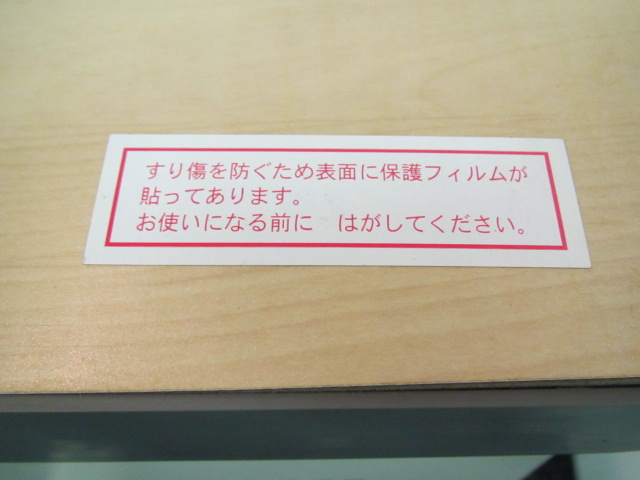 すり傷を防ぐため表面に保護フィルムが
貼ってあります。
お使いになる前に　はがしてください。